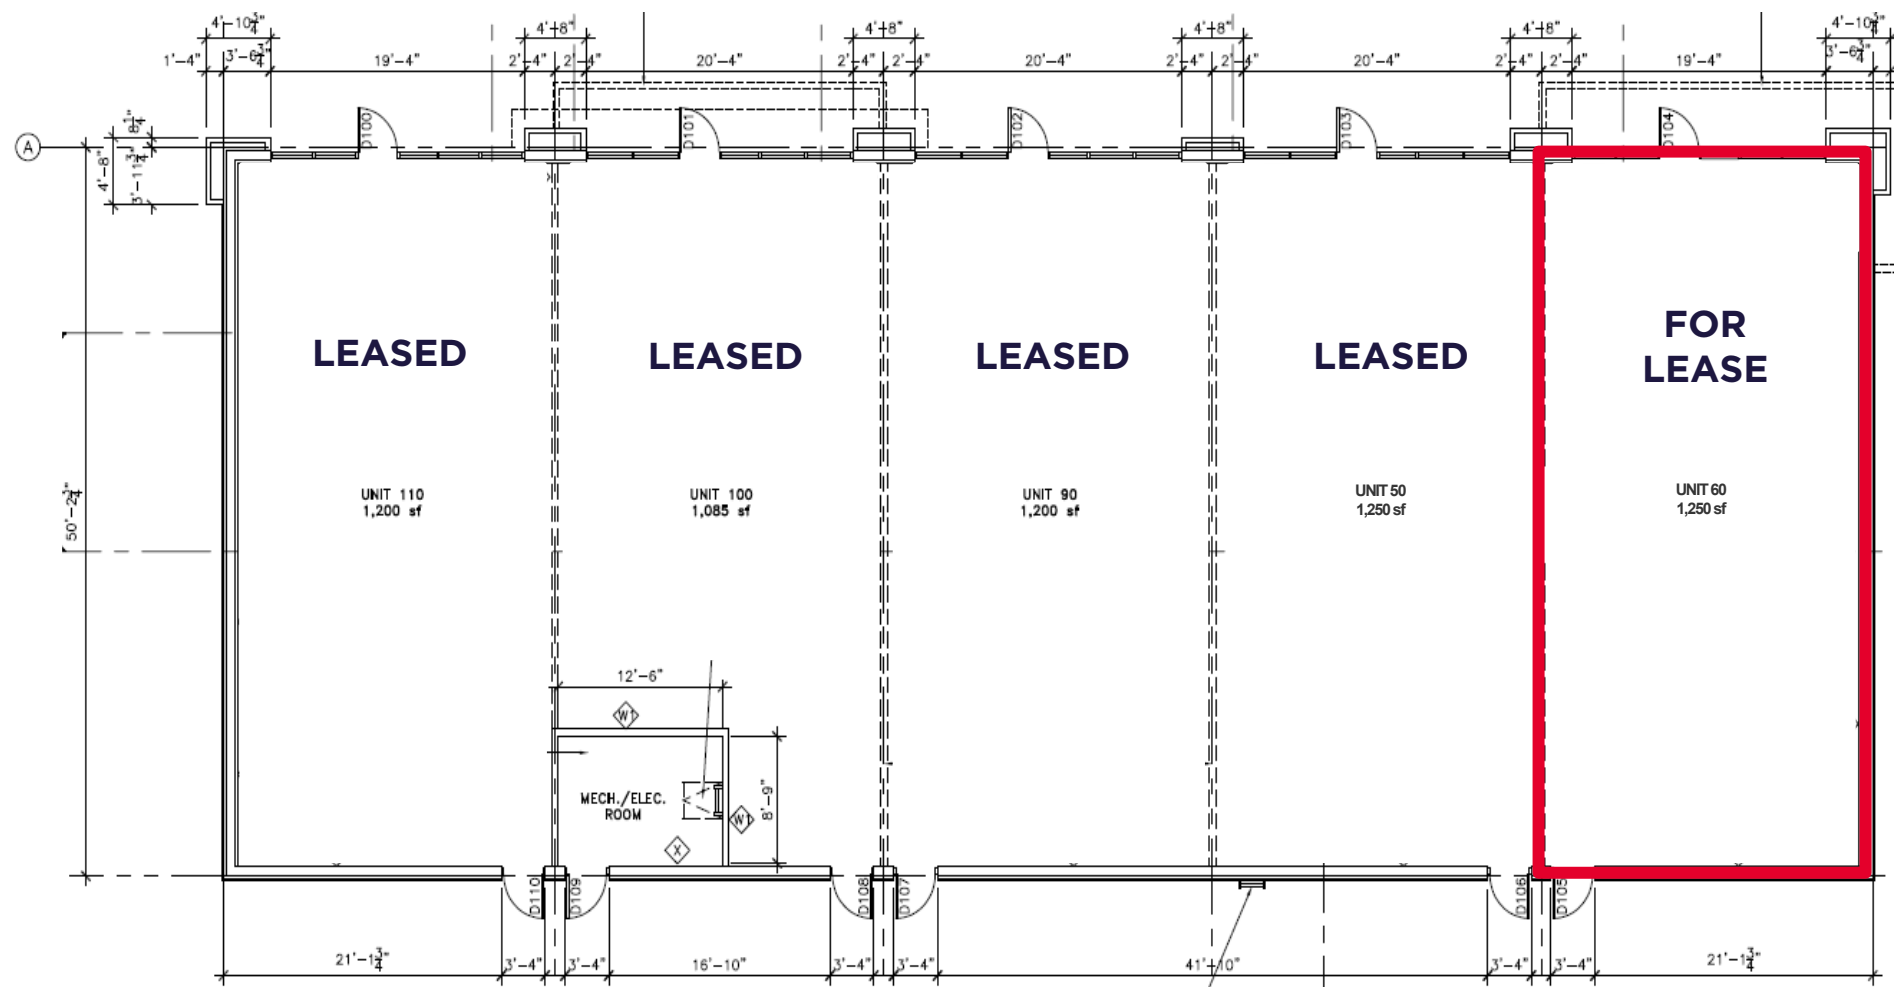 4'-10¾" 4'-8" 4'-8" 4'-8" 4'-8" 4'-10¾"
1'-4" 3'-6¾" 19'-4" 2'-4" 2'-4" 20'-4" 2'-4" 2'-4" 20'-4" 2'-4" 2'-4" 20'-4" 2'-4" 2'-4" 19'-4" 3'-6¾"
8¼"
D100 D101 D102 D103 D104
A
4'-8" 3'-11¾"
FOR
LEASE
LEASED LEASED LEASED LEASED
50'-2¾"
UNIT 110 UNIT 100 UNIT 90 UNIT 50 UNIT 60
1,200 sf 1,085 sf 1,200 sf 1,250 sf 1,250 sf
12'-6"
W1
MECH./ELEC.
ROOM
W1 8'-9"
X
D110 D109 D108 D107 D106 D105
21'-1¾" 3'-4" 3'-4" 16'-10" 3'-4" 3'-4" 41'-10" 3'-4" 3'-4" 21'-1¾"